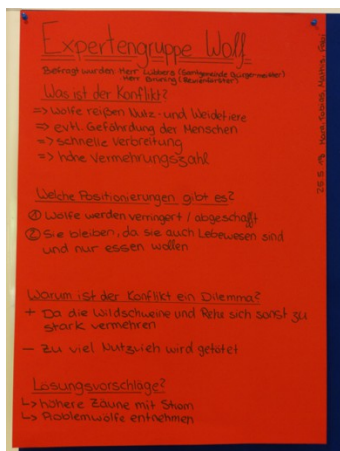 Expertengruppe Wolf
Befragt wurden: Herr Lübbers (Samtgemeinde Bürgermeister)
Herr Brüning (Revierförster)
Was ist der Konflikt?
=> Wölfe reißen Nutz- und Weidetiere
=> evtl. Gefährdung der Menschen
=> schnelle Verbreitung
=> hohe Vermehrungszahl
Welche Positionierungen gibt es?
① Wölfe werden verringert / abgeschafft
② Sie bleiben, da sie auch Lebewesen sind
und nur essen wollen
Warum ist der Konflikt ein Dilemma?
+ Da die Wildschweine und Rehe sich sonst zu
stark vermehren
- Zu viel Nutzvieh wird getötet
Lösungsvorschläge?
↳ höhere Zäune mit Strom
↳ Problemwölfe entnehmen